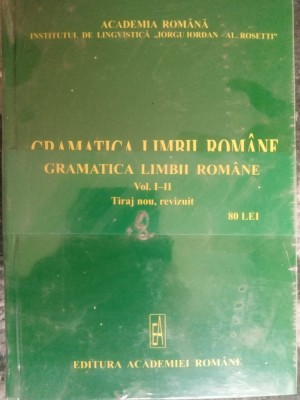 ACADEMIA ROMÂNĂ
INSTITUTUL DE LINGVISTICĂ „IORGU IORDAN – AL. ROSETTI"
GRAMATICA LIMBII ROMÂNE
GRAMATICA LIMBII ROMÂNE
Vol. I–II
Tiraj nou, revizuit
80 LEI
EA
EDITURA ACADEMIEI ROMÂNE